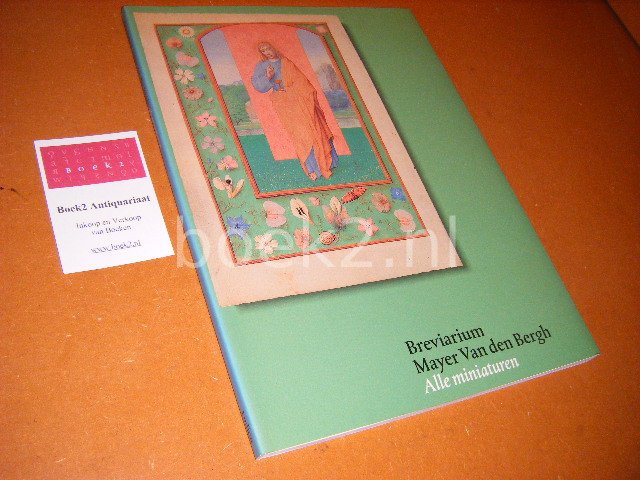 Boek2
Boek2 Antiquariaat
Inkoop en Verkoop
van Boeken
www.boek2.nl
boek2.nl
Breviarium
Mayer Van den Bergh
Alle miniaturen